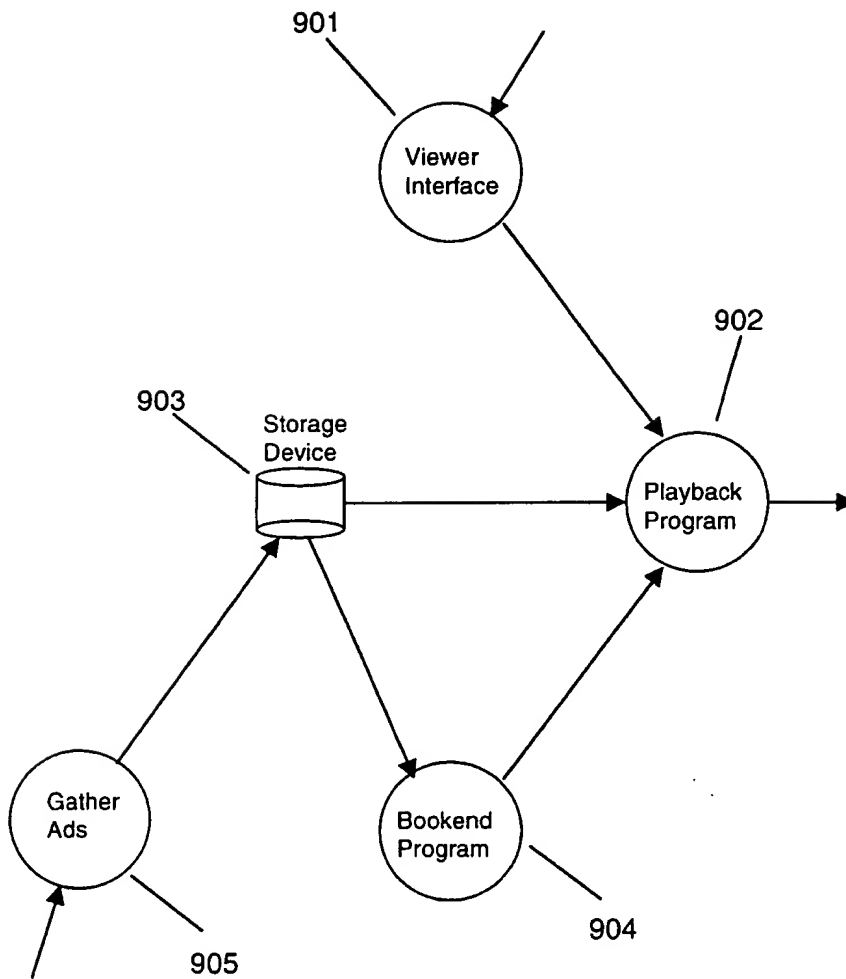 901
Viewer
Interface
902
903
Storage
Device
Playback
Program
Gather
Ads
Bookend
Program
904
905